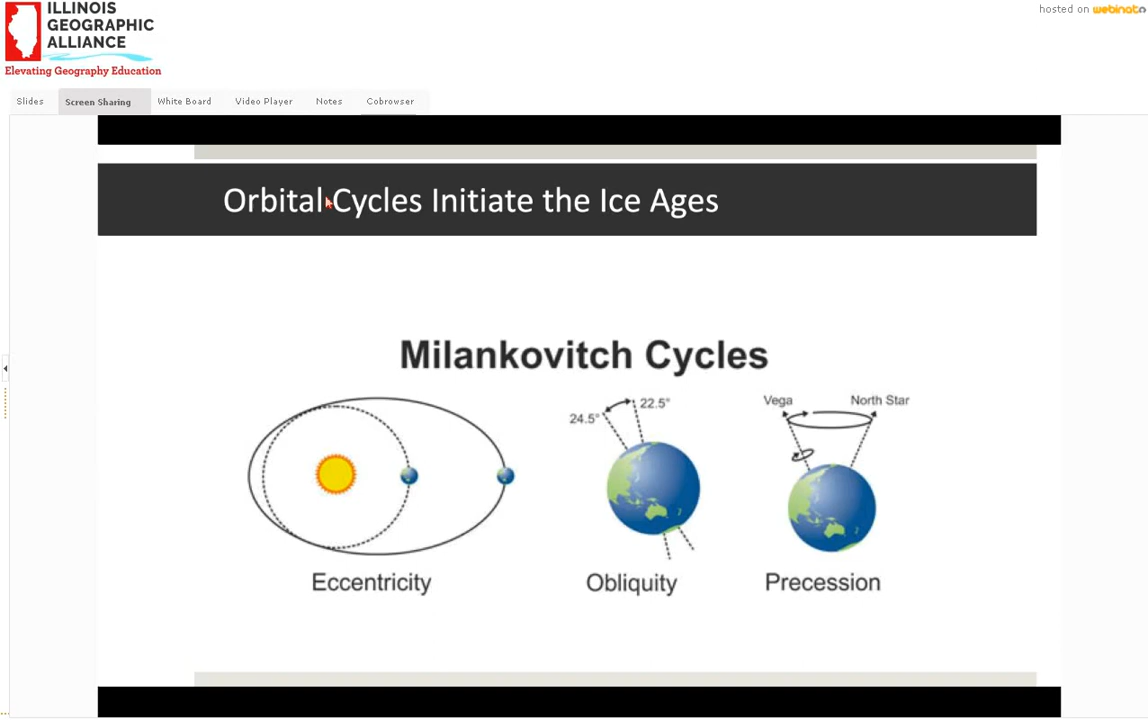 ILLINOIS
GEOGRAPHIC
ALLIANCE
Elevating Geography Education
hosted on webinato
Slides
Screen Sharing
White Board
Video Player
Notes
Cobrowser
Orbital Cycles Initiate the Ice Ages
Milankovitch Cycles
24.5°
22.5°
Vega
North Star
Eccentricity
Obliquity
Precession